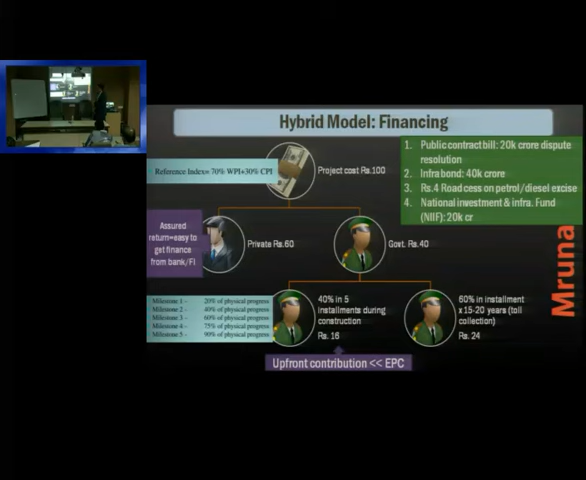 Hybrid Model: Financing
Reference Index= 70% WPI+30% CPI
Project cost Rs.100
1. Public contract bill: 20k crore dispute
resolution
2. Infra bond: 40k crore
3. Rs.4 Road cess on petrol/diesel excise
4. National investment & infra. Fund
(NIIF): 20k cr
Assured
return=easy to
get finance
from bank/FI
Private Rs.60
Govt. Rs.40
Mruna
Milestone 1 - 20% of physical progress
Milestone 2 - 40% of physical progress
Milestone 3 - 60% of physical progress
Milestone 4 - 75% of physical progress
Milestone 5 - 90% of physical progress
40% in 5
installments during
construction
Rs. 16
60% in installment
x 15-20 years (toll
collection)
Rs. 24
Upfront contribution << EPC